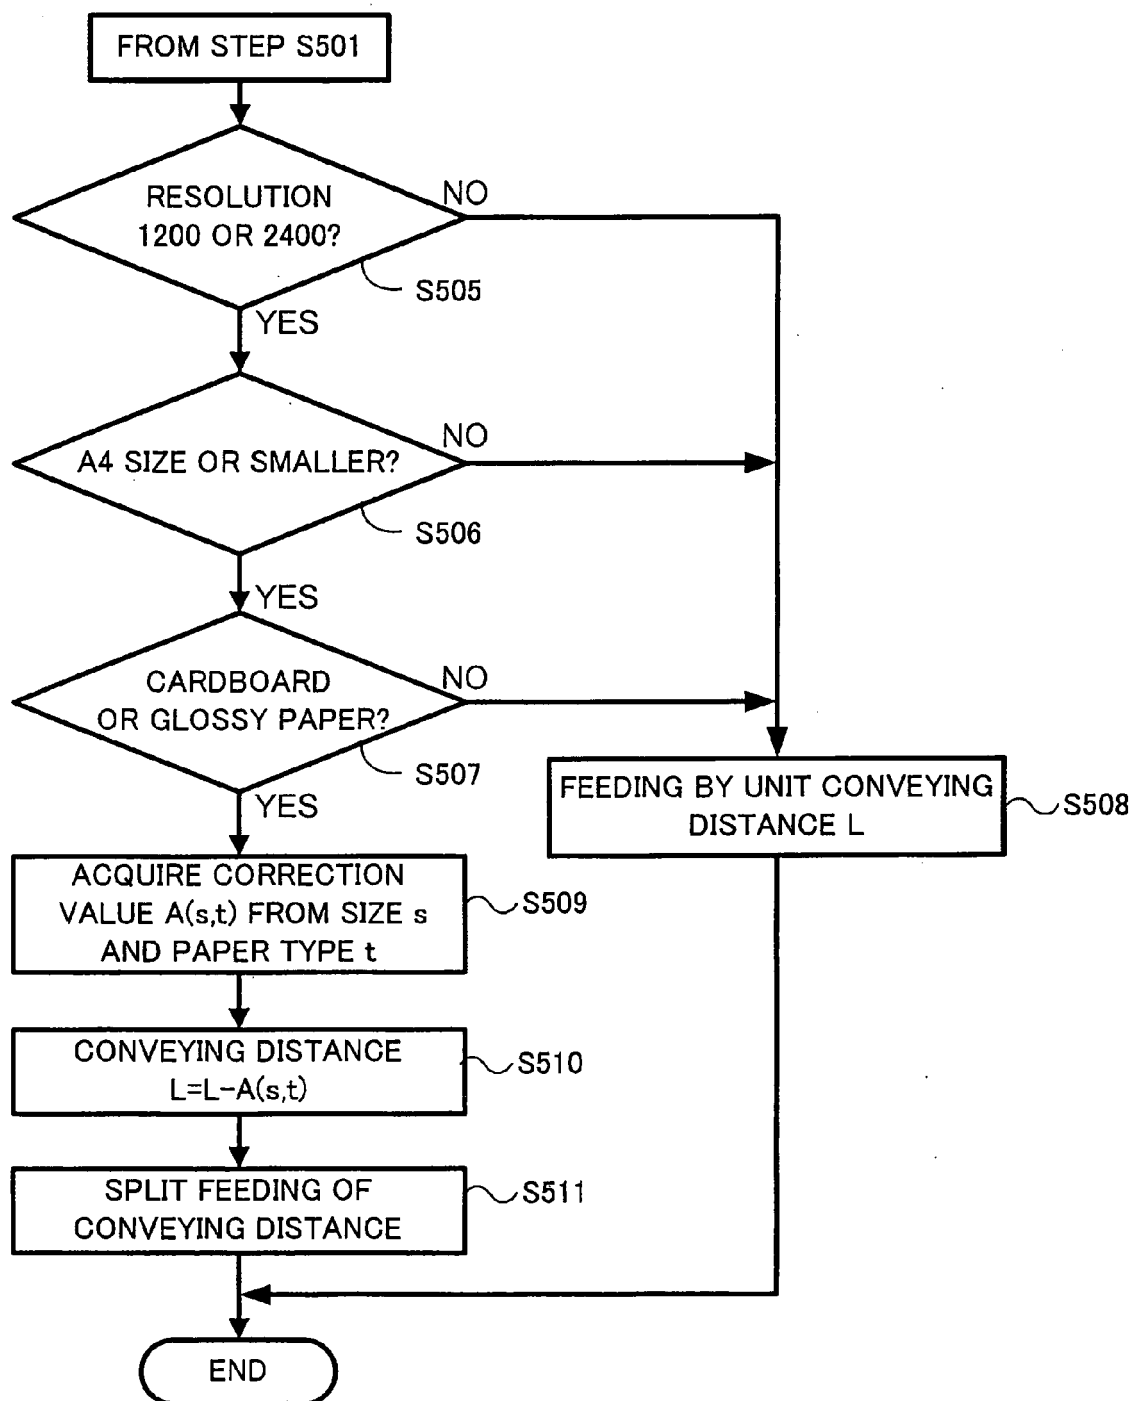 FROM STEP S501
RESOLUTION
1200 OR 2400?
NO
S505
YES
A4 SIZE OR SMALLER?
NO
S506
YES
CARDBOARD
OR GLOSSY PAPER?
NO
S507
YES
FEEDING BY UNIT CONVEYING
DISTANCE L
S508
ACQUIRE CORRECTION
VALUE A(s,t) FROM SIZE s
AND PAPER TYPE t
S509
CONVEYING DISTANCE
L=L-A(s,t)
S510
SPLIT FEEDING OF
CONVEYING DISTANCE
S511
END